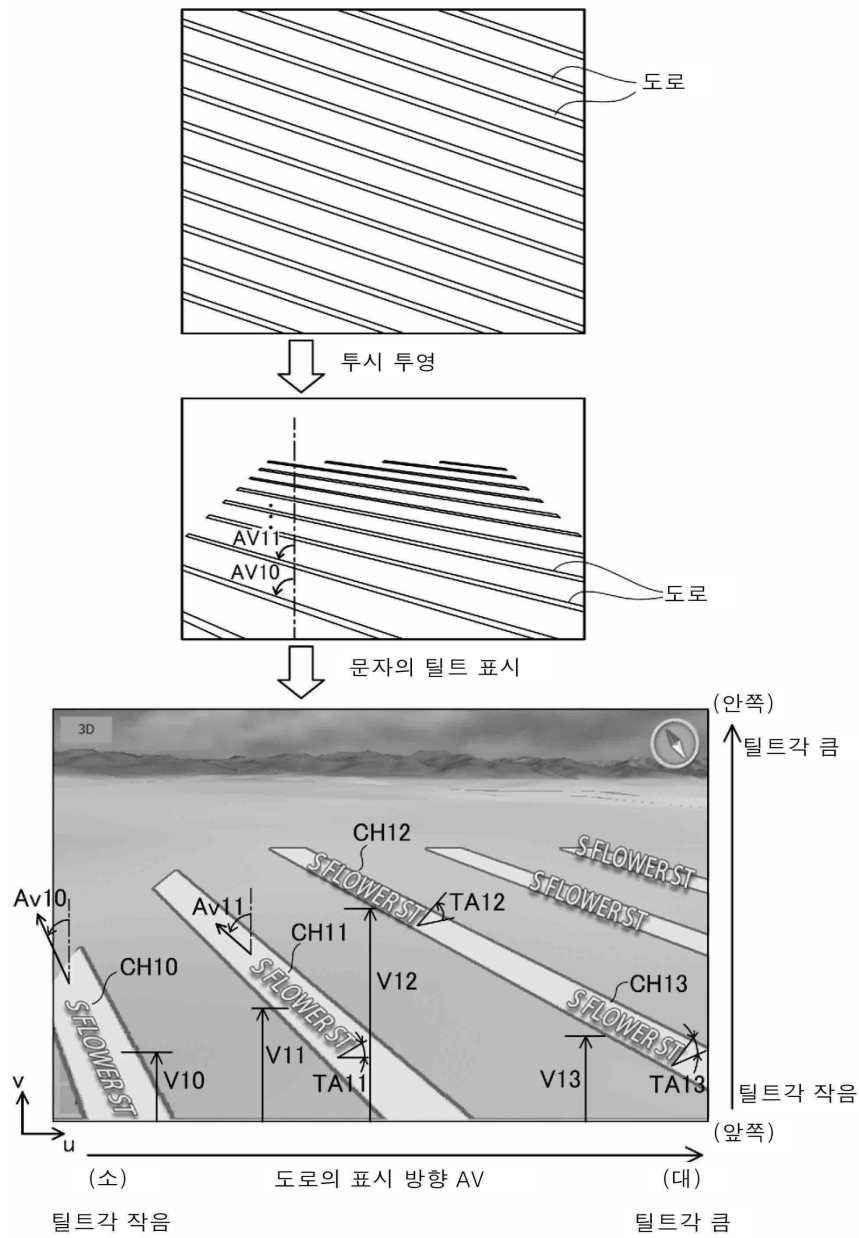 도로
투시 투영
AV11
AV10
도로
문자의 틸트 표시
(안쪽)
3D
틸트각 큼
CH12
S FLOWER ST
S FLOWER ST
S FLOWER ST
Av10
Av11
TA12
CH11
CH10
S FLOWER ST
V12
CH13
S FLOWER ST
S FLOWER ST
V11
V10
TA11
V13
TA13
v
틸트각 작음
u
(앞쪽)
(소)
도로의 표시 방향 AV
(대)
틸트각 작음
틸트각 큼